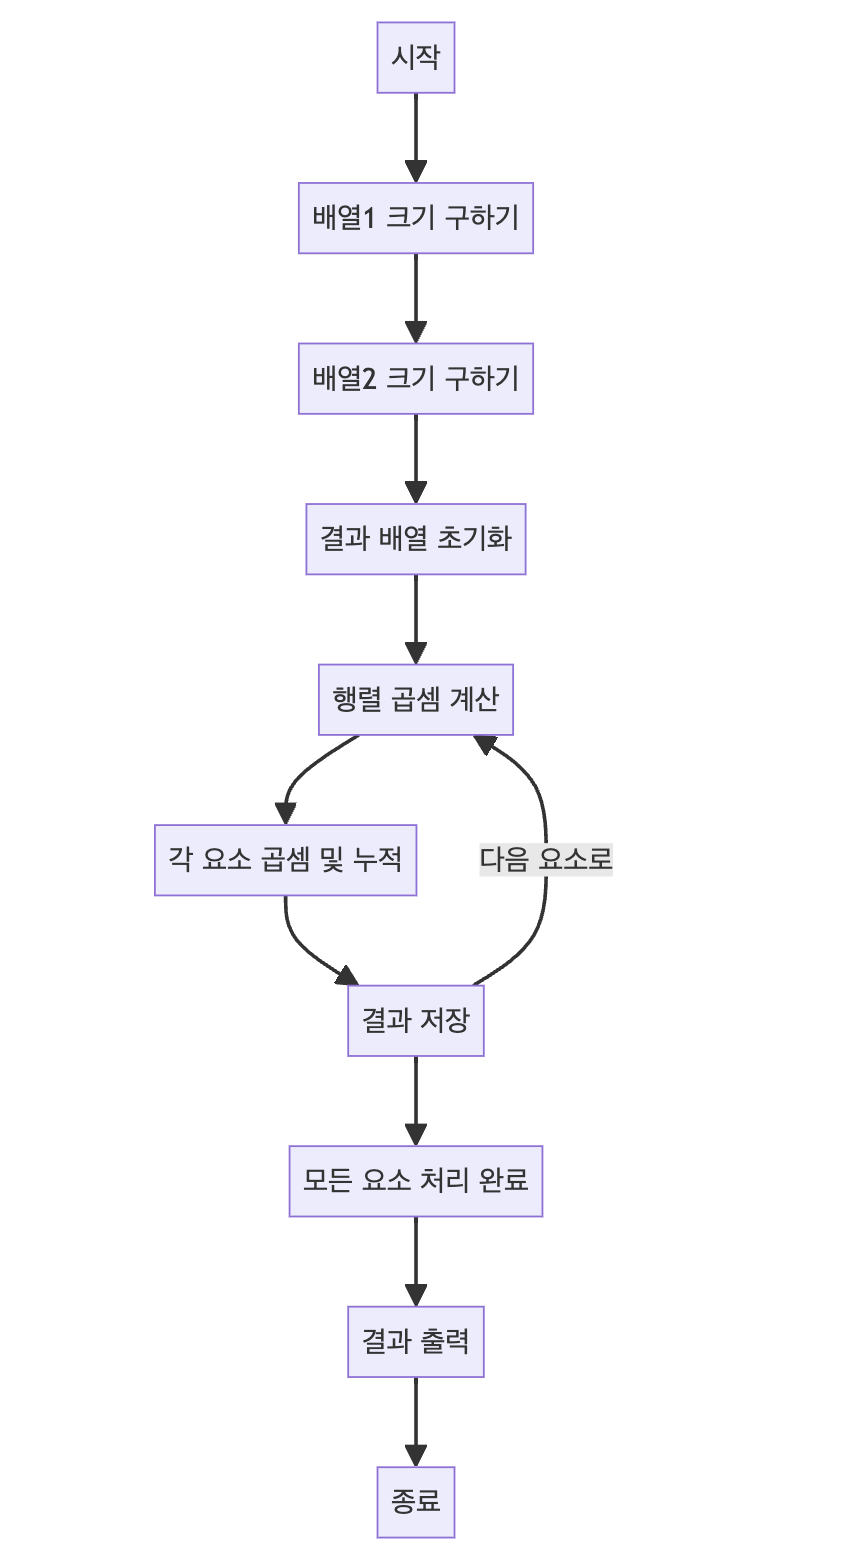 시작
배열1 크기 구하기
배열2 크기 구하기
결과 배열 초기화
행렬 곱셈 계산
각 요소 곱셈 및 누적
다음 요소로
결과 저장
모든 요소 처리 완료
결과 출력
종료